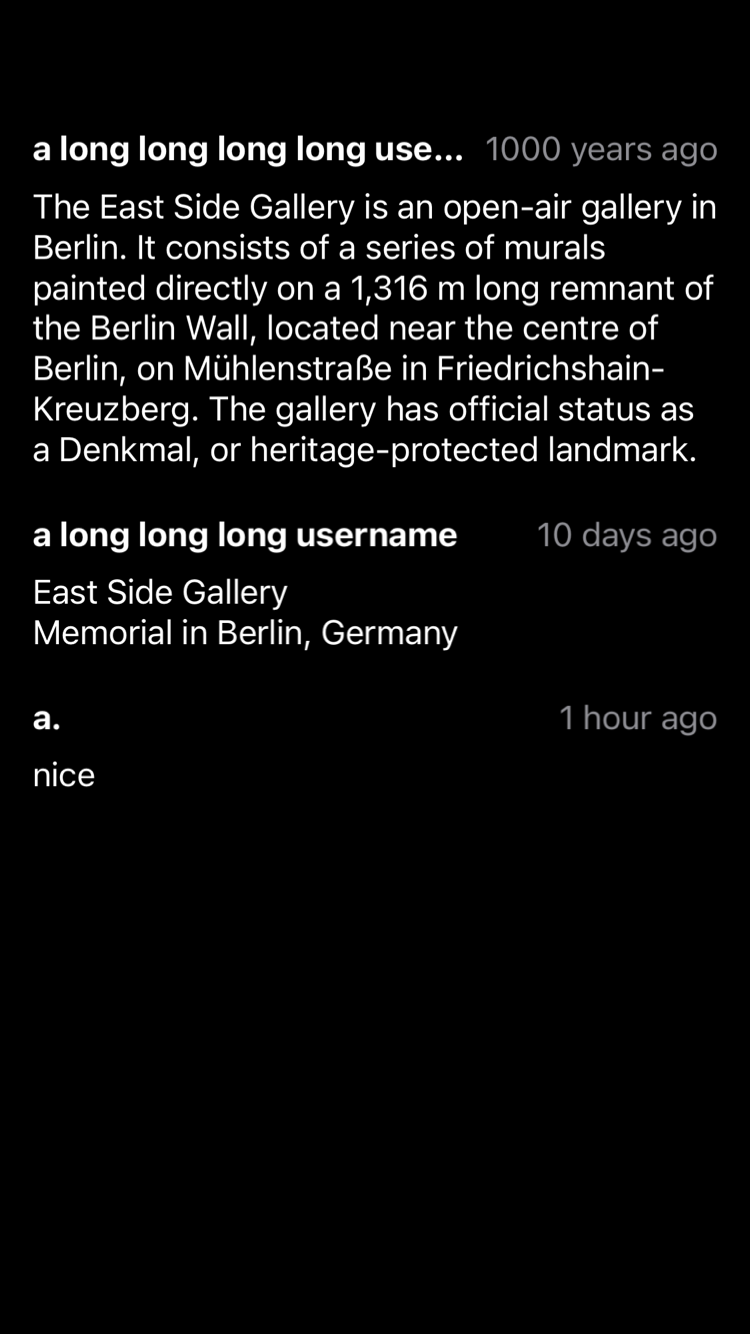 a long long long long use... 1000 years ago
The East Side Gallery is an open-air gallery in
Berlin. It consists of a series of murals
painted directly on a 1,316 m long remnant of
the Berlin Wall, located near the centre of
Berlin, on Mühlenstraße in Friedrichshain-
Kreuzberg. The gallery has official status as
a Denkmal, or heritage-protected landmark.
a long long long username 10 days ago
East Side Gallery
Memorial in Berlin, Germany
a. 1 hour ago
nice